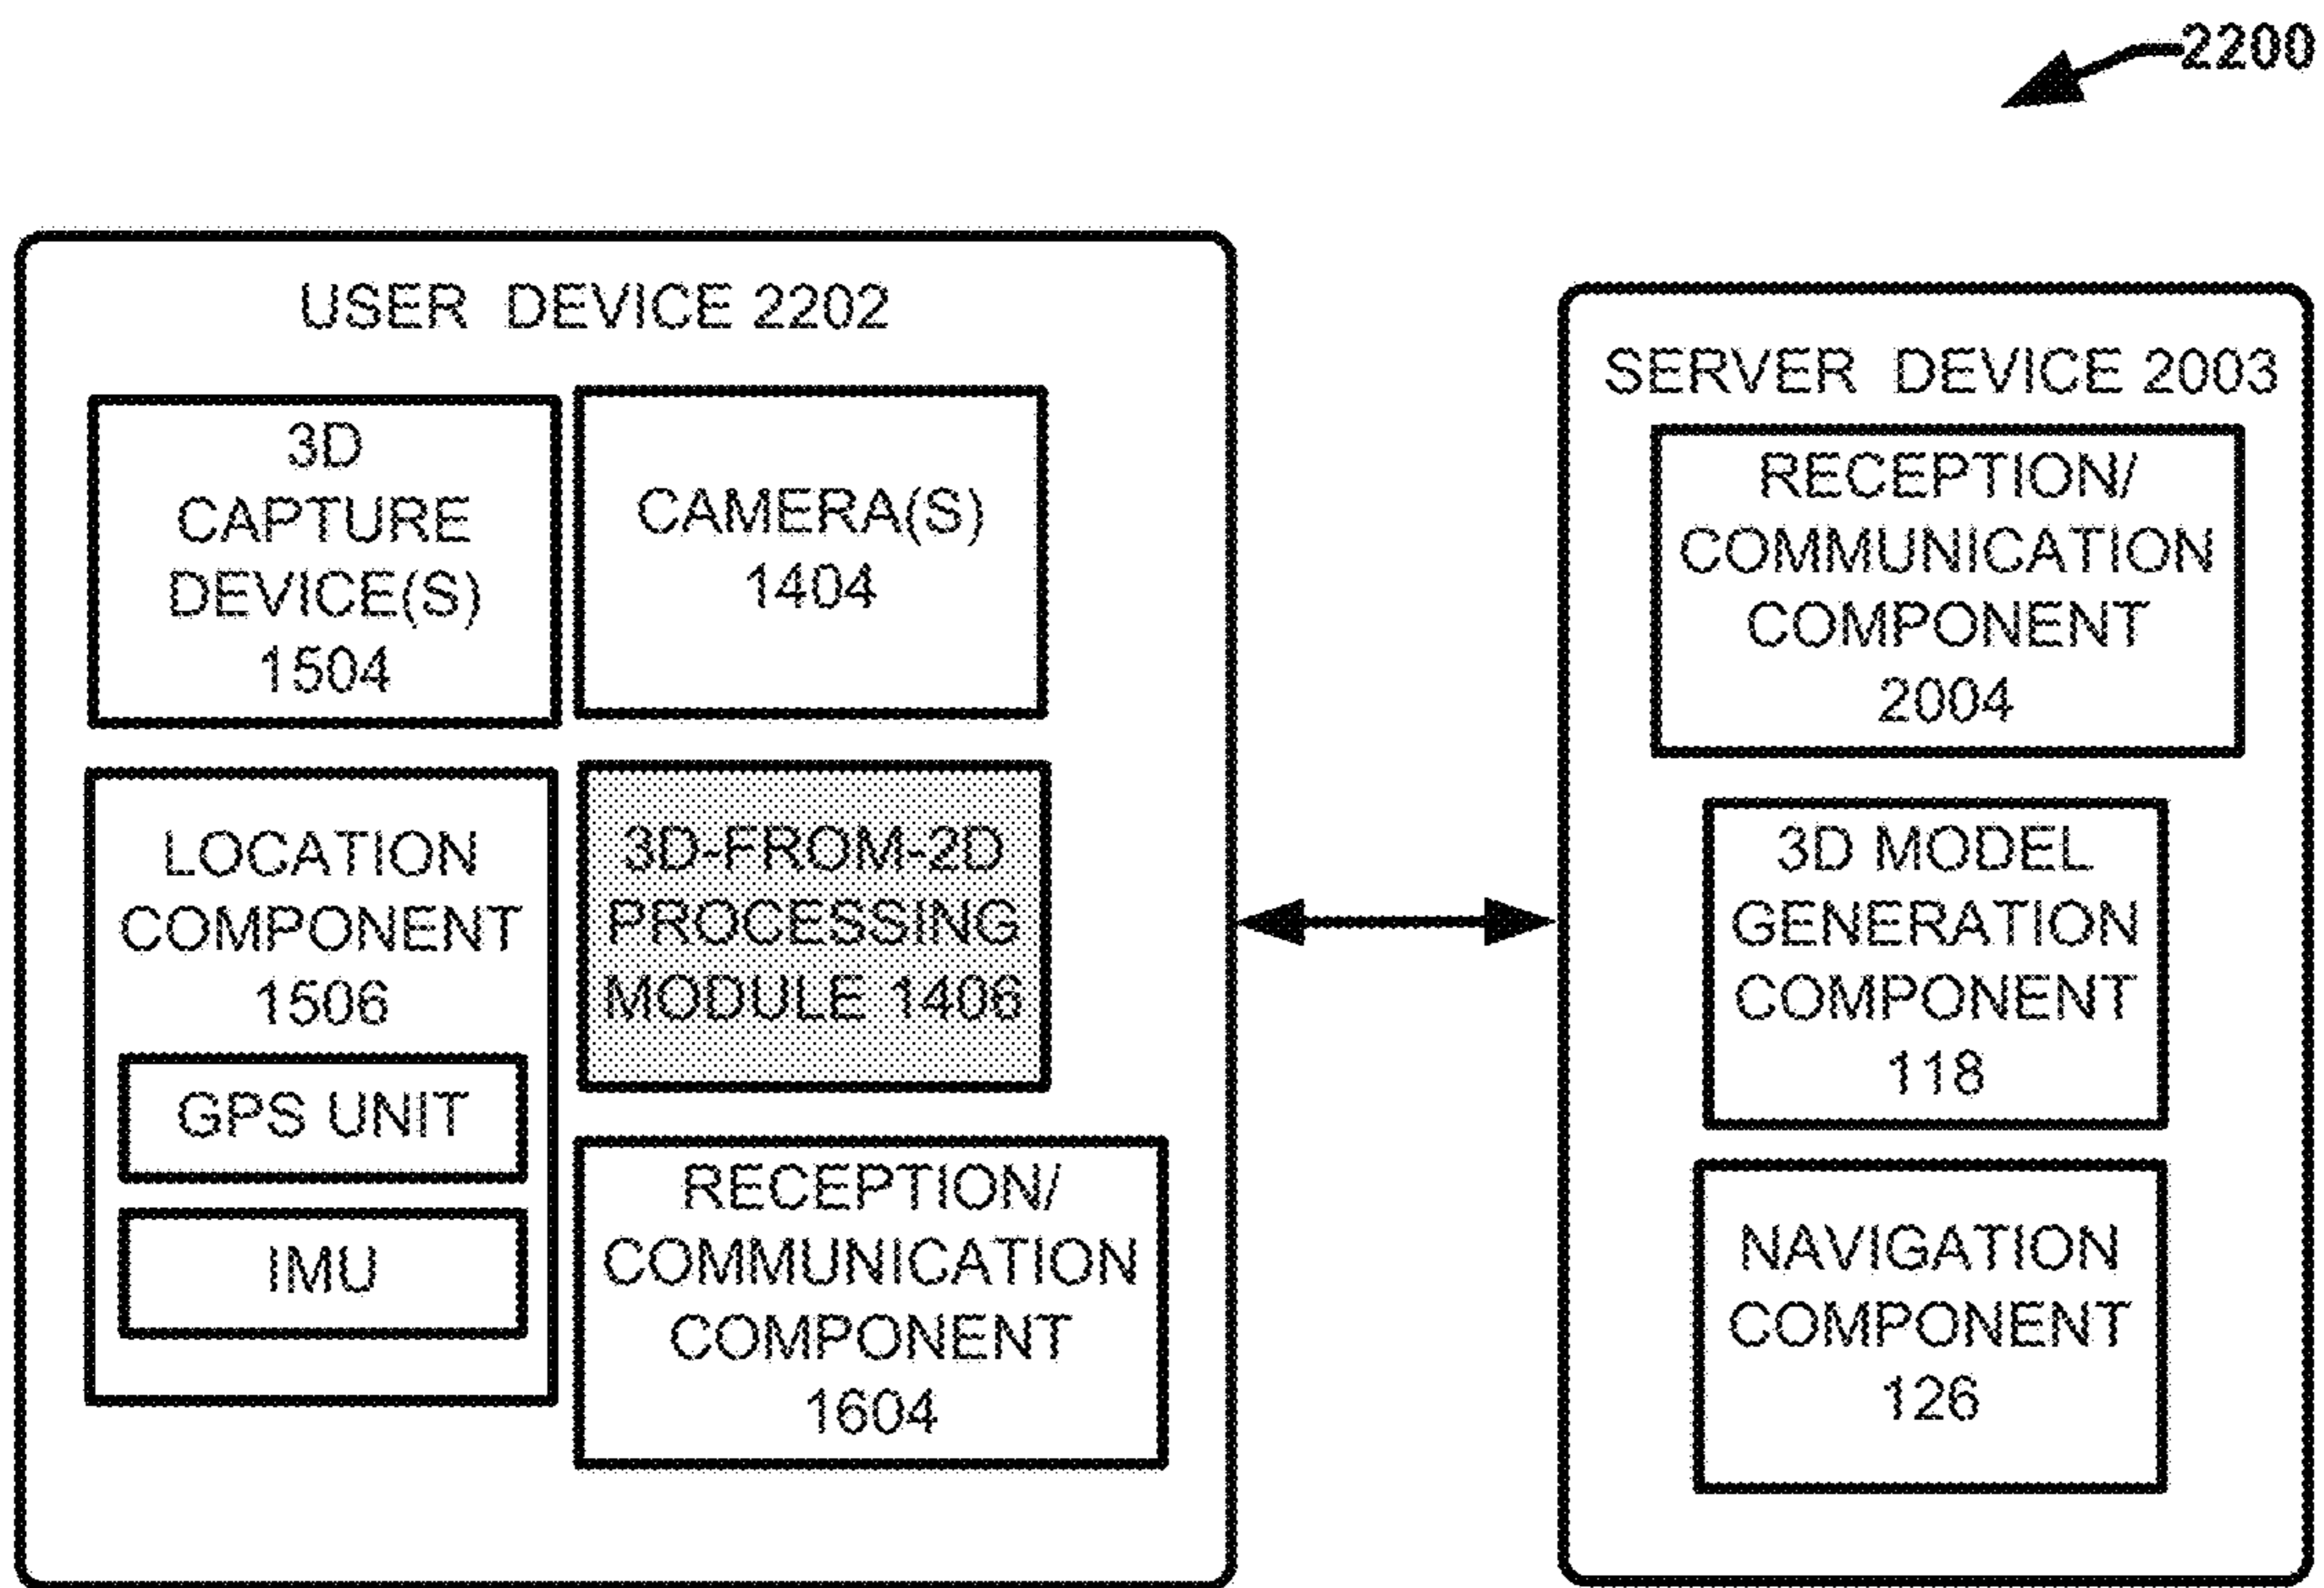 2200
USER DEVICE 2202
3D
CAPTURE
DEVICE(S)
1504
CAMERA(S)
1404
LOCATION
COMPONENT
1506
GPS UNIT
IMU
3D-FROM-2D
PROCESSING
MODULE 1406
RECEPTION/
COMMUNICATION
COMPONENT
1604
SERVER DEVICE 2003
RECEPTION/
COMMUNICATION
COMPONENT
2004
3D MODEL
GENERATION
COMPONENT
118
NAVIGATION
COMPONENT
126